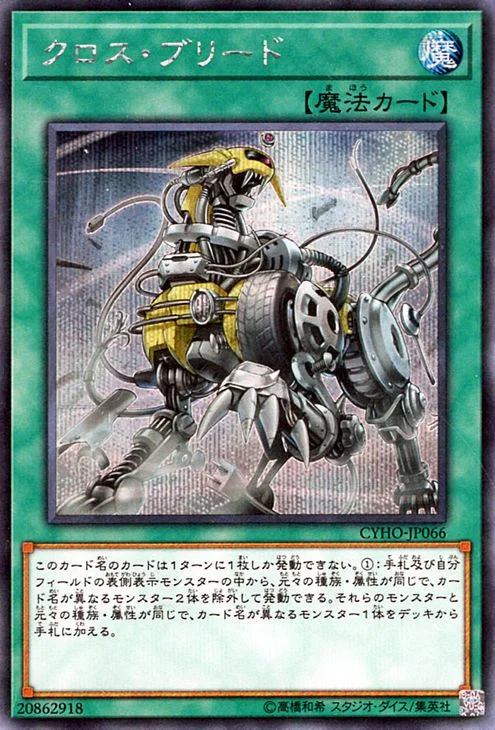 クロス・ブリード
魔
【魔法カード】
CYHO-JP066
このカード名のカードは1ターンに1枚しか発動できない。①：手札及び自分
フィールドの表側表示モンスターの中から、元々の種族・属性が同じで、カー
ド名が異なるモンスター2体を除外して発動できる。それらのモンスターと
元々の種族・属性が同じで、カード名が異なるモンスター1体をデッキから
手札に加える。
20862918
©高橋和希 スタジオ・ダイス/集英社